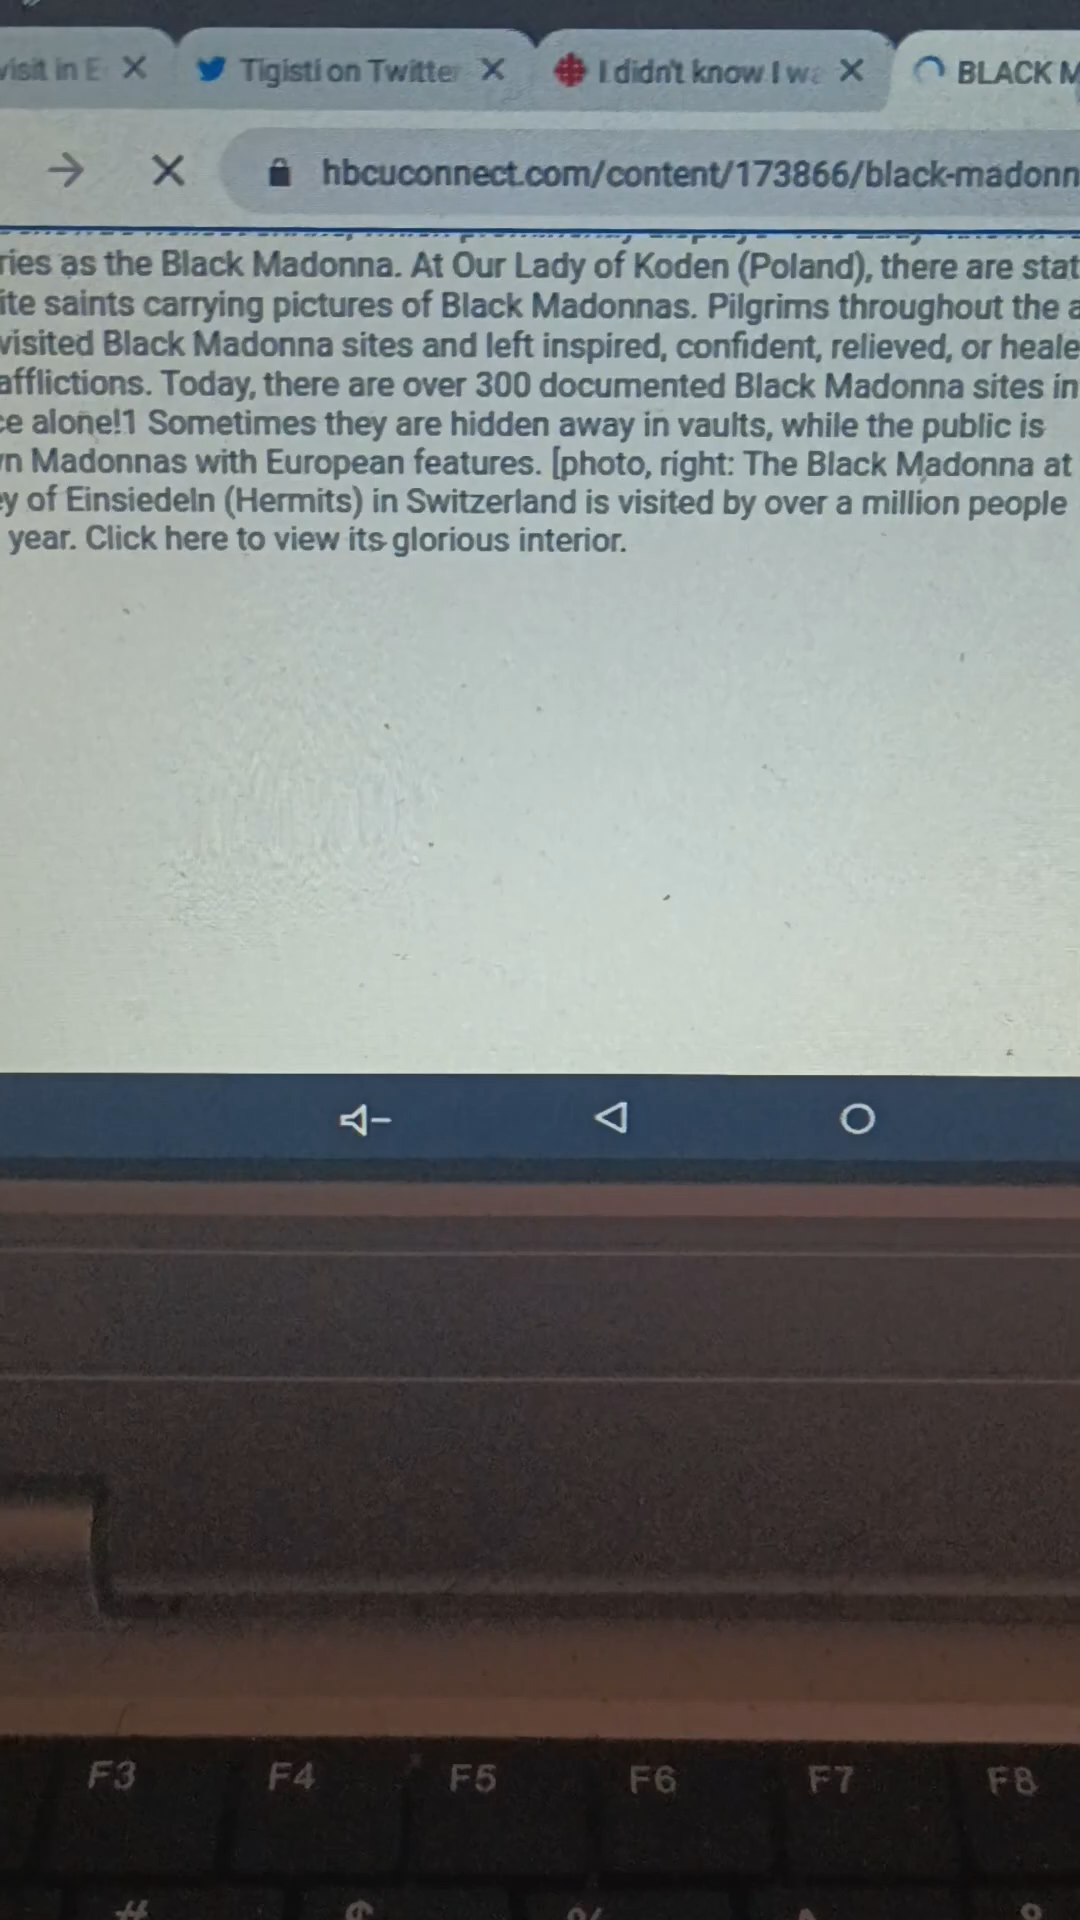 visit in E
Tigisti on Twitter
I didn't know I wa
BLACK M
hbcuconnect.com/content/173866/black-madonn
ries as the Black Madonna. At Our Lady of Koden (Poland), there are stat
ite saints carrying pictures of Black Madonnas. Pilgrims throughout the a
visited Black Madonna sites and left inspired, confident, relieved, or heale
afflictions. Today, there are over 300 documented Black Madonna sites in
ce alone!1 Sometimes they are hidden away in vaults, while the public is
wn Madonnas with European features. [photo, right: The Black Madonna at
ey of Einsiedeln (Hermits) in Switzerland is visited by over a million people
year. Click here to view its glorious interior.
F3 F4 F5 F6 F7 F8
#